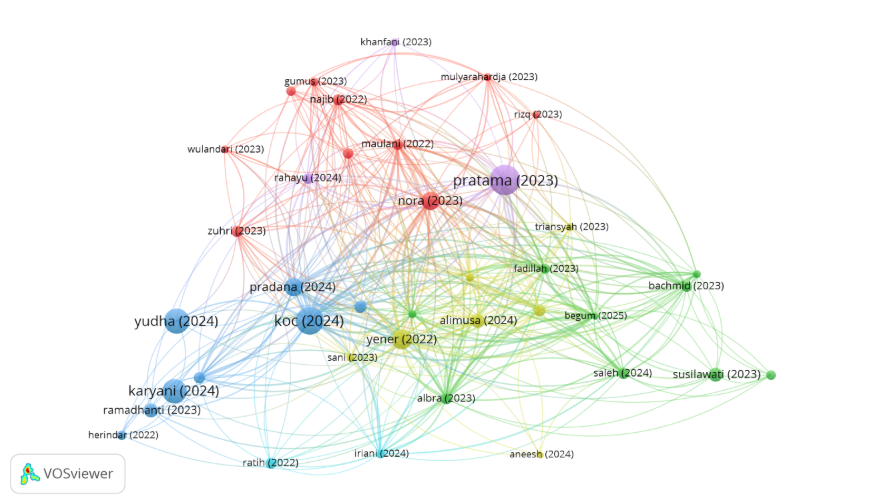 khanfani (2023)
gumus (2023)
mulyarahardja (2023)
najib (2022)
rizq (2023)
maulani (2022)
wulandari (2023)
rahayu (2024)
pratama (2023)
nora (2023)
zuhri (2023)
triansyah (2023)
fadillah (2023)
pradana (2024)
bachmid (2023)
yudha (2024)
koc (2024)
alimusa (2024)
begum (2025)
yener (2022)
sani (2023)
saleh (2024)
susilawati (2023)
karyani (2024)
albra (2023)
ramadhanti (2023)
herindar (2022)
iriani (2024)
aneesh (2024)
ratih (2022)
VOSviewer